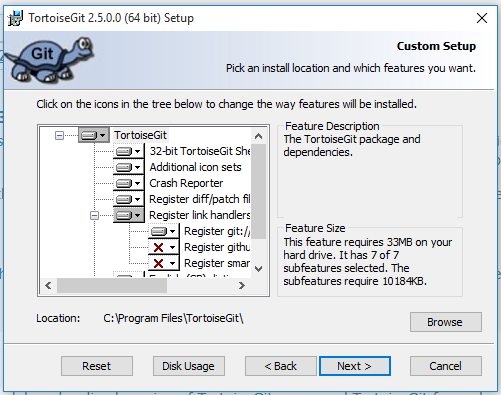 TortoiseGit 2.5.0.0 (64 bit) Setup
Git
Custom Setup
Pick an install location and which features you want.
Click on the icons in the tree below to change the way features will be installed.
TortoiseGit
32-bit TortoiseGit She
Additional icon sets
Crash Reporter
Register diff/patch fil
Register link handlers
Register git://
Register githu
Register smar
Feature Description
The TortoiseGit package and
dependencies.
Feature Size
This feature requires 33MB on your
hard drive. It has 7 of 7
subfeatures selected. The
subfeatures require 10184KB.
Location: C:\Program Files\TortoiseGit\
Browse
Reset Disk Usage < Back Next > Cancel